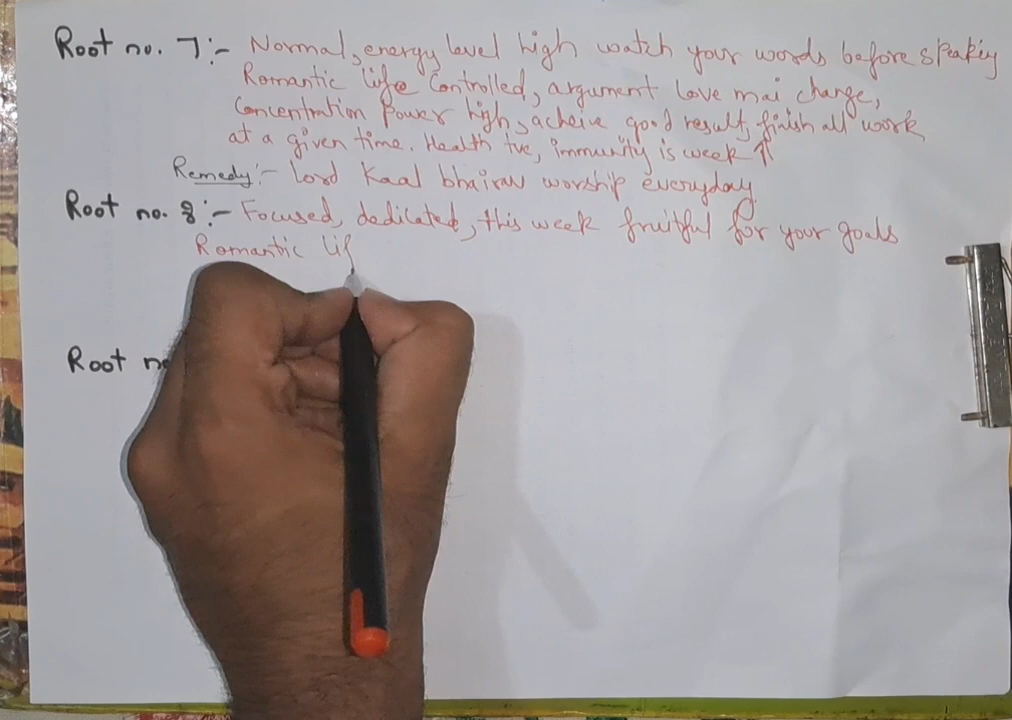 Root no. 7:- Normal, energy level high watch your words before speaking
Romantic life controlled, argument love mai change,
Concentration power high, acheive good result, finish all work
at a given time. Health +ve, immunity is week ↑
Remedy:- Lord Kaal bhairav worship everyday.
Root no. 8:- Focused, dedicated, this week fruitful for your goals
Romantic lif
Root no